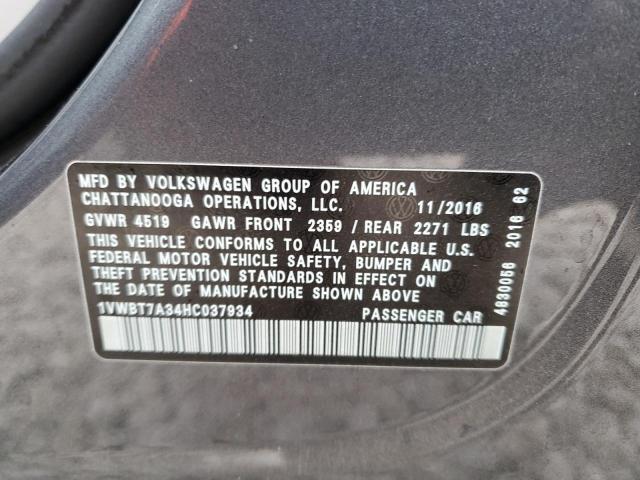 MFD BY VOLKSWAGEN GROUP OF AMERICA
CHATTANOOGA OPERATIONS, LLC. 11/2016
GVWR 4519 GAWR FRONT 2359 / REAR 2271 LBS
THIS VEHICLE CONFORMS TO ALL APPLICABLE U.S.
FEDERAL MOTOR VEHICLE SAFETY, BUMPER AND
THEFT PREVENTION STANDARDS IN EFFECT ON
THE DATE OF MANUFACTURE SHOWN ABOVE
1VWBT7A34HC037934 PASSENGER CAR
4830056 2016 62